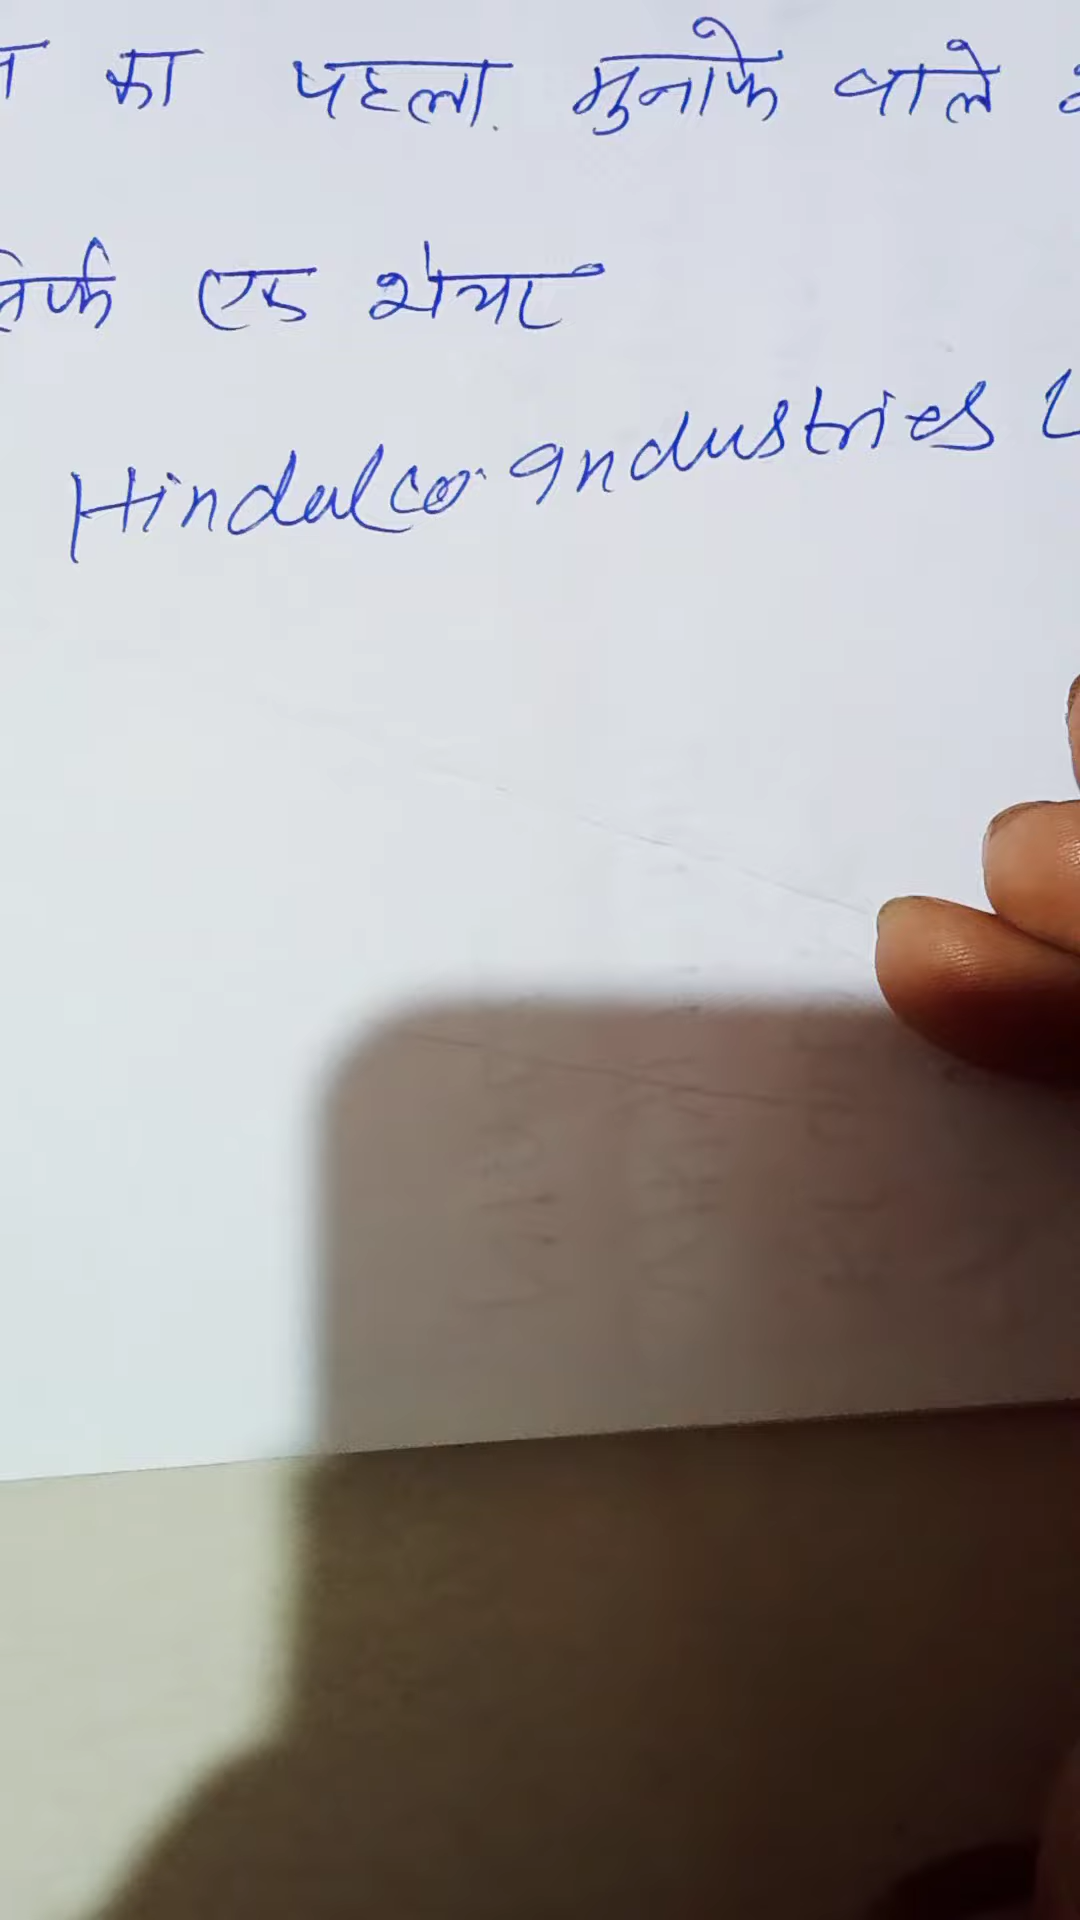 का पहला. मुनाफे वाले
सिर्फ एक शेयर
Hindalco Industries L